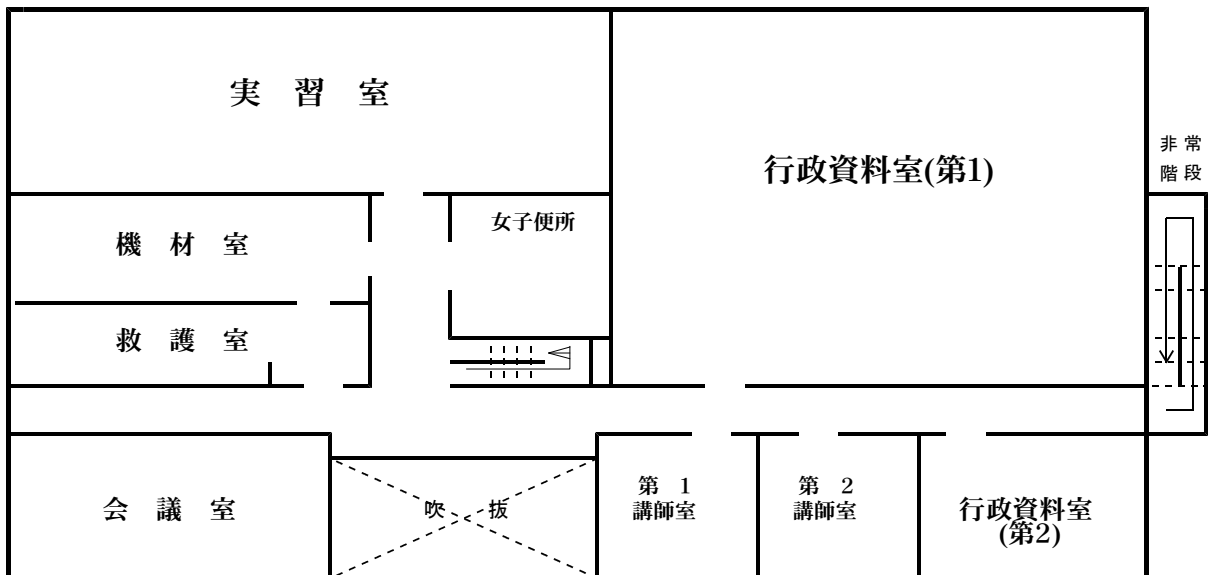 実 習 室
行政資料室(第1)
非常
階段
女子便所
機 材 室
救 護 室
会 議 室
吹 抜
第 1
講師室
第 2
講師室
行政資料室
(第2)